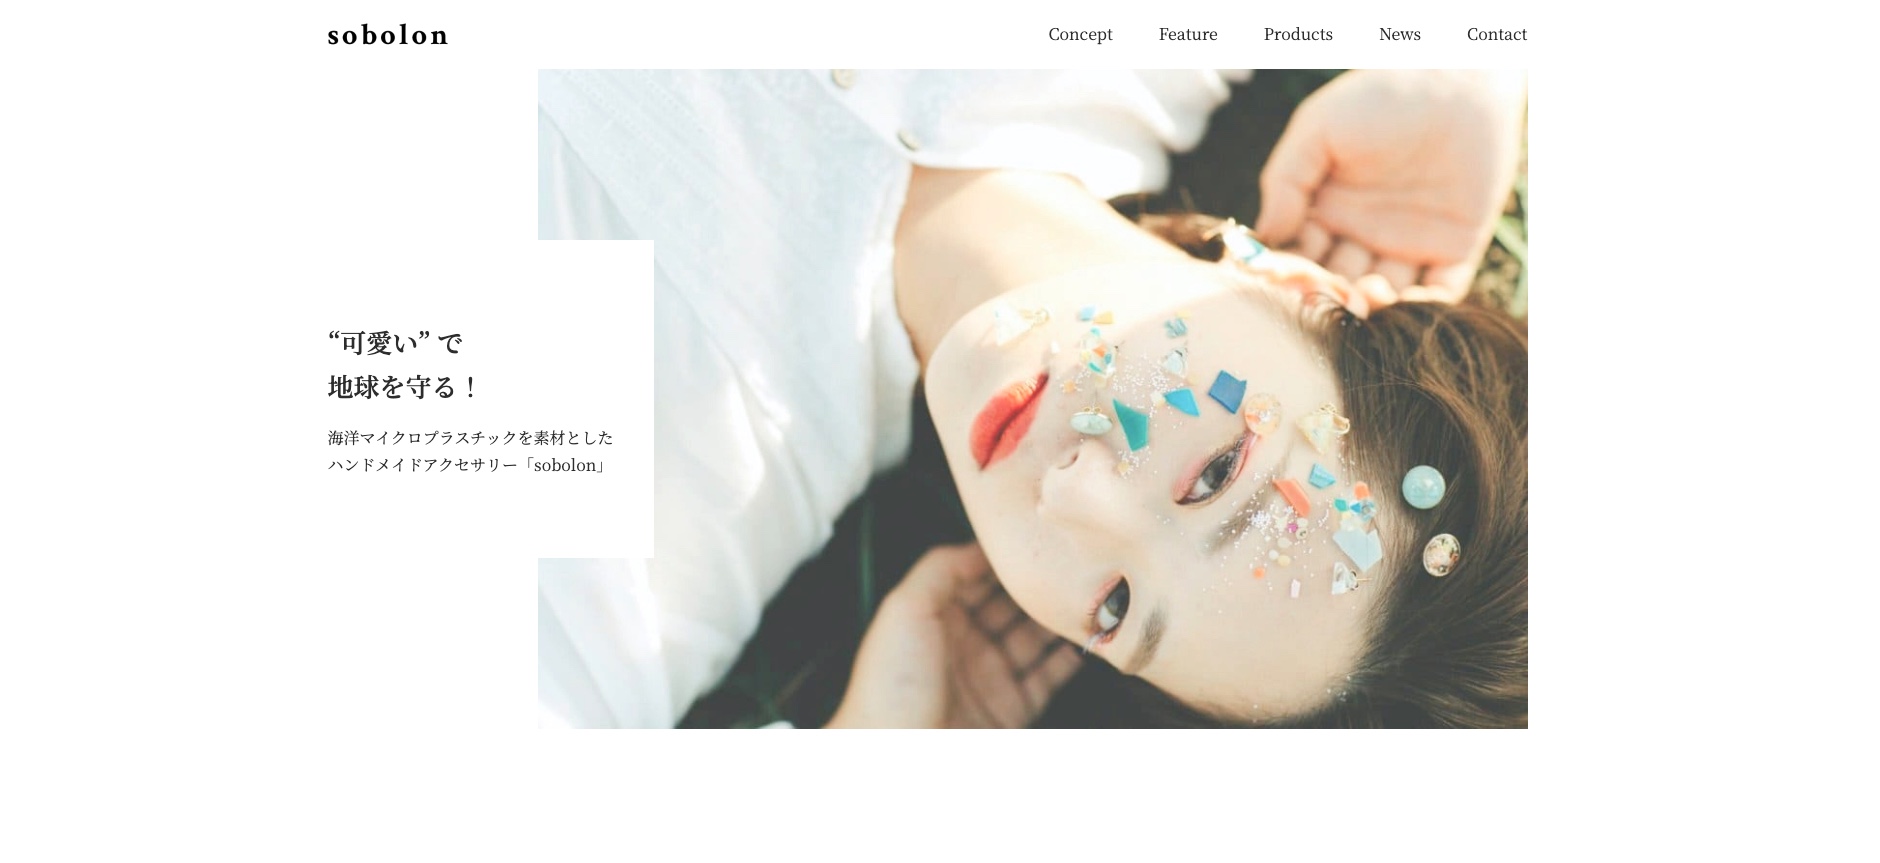 sobolon
Concept Feature Products News Contact
“可愛い” で
地球を守る！
海洋マイクロプラスチックを素材とした
ハンドメイドアクセサリー「sobolon」